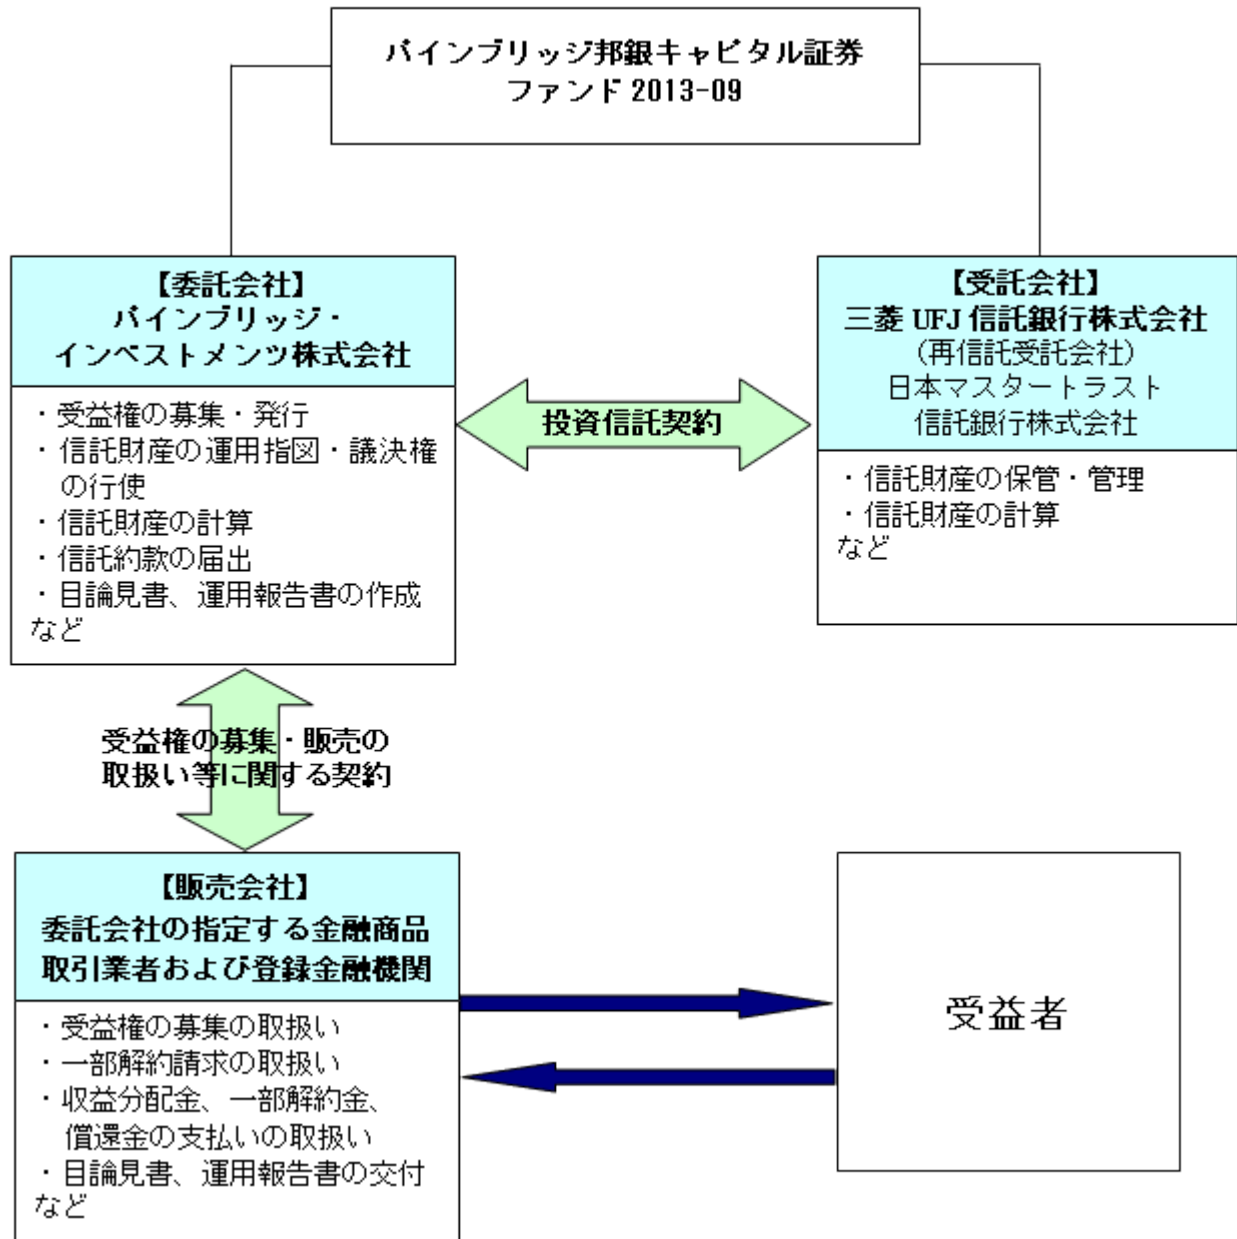 パインブリッジ邦銀キャピタル証券
ファンド 2013-09
【委託会社】
パインブリッジ・
インベストメンツ株式会社
・受益権の募集・発行
・信託財産の運用指図・議決権
の行使
・信託財産の計算
・信託約款の届出
・目論見書、運用報告書の作成
など
投資信託契約
【受託会社】
三菱 UFJ 信託銀行株式会社
（再信託受託会社）
日本マスタートラスト
信託銀行株式会社
・信託財産の保管・管理
・信託財産の計算
など
受益権の募集・販売の
取扱い等に関する契約
【販売会社】
委託会社の指定する金融商品
取引業者および登録金融機関
・受益権の募集の取扱い
・一部解約請求の取扱い
・収益分配金、一部解約金、
償還金の支払いの取扱い
・目論見書、運用報告書の交付
など
受益者